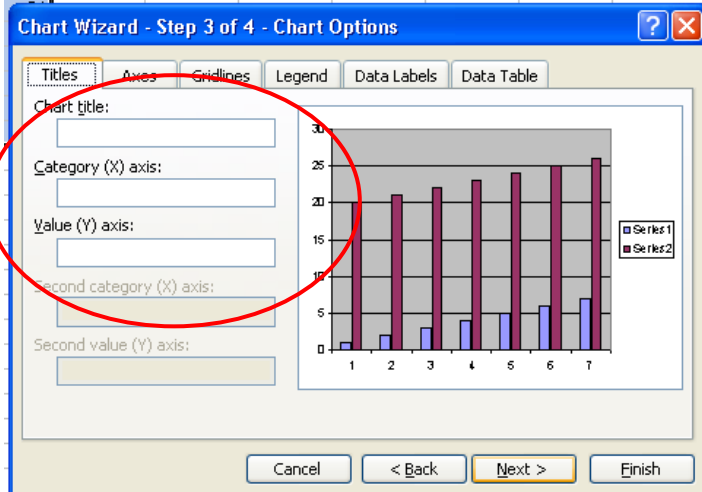 Chart Wizard - Step 3 of 4 - Chart Options
Titles Axes Gridlines Legend Data Labels Data Table
Chart title:
Category (X) axis:
Value (Y) axis:
Second category (X) axis:
Second value (Y) axis:
30
25
20
15
10
5
0
1 2 3 4 5 6 7
Series1
Series2
Cancel < Back Next > Finish